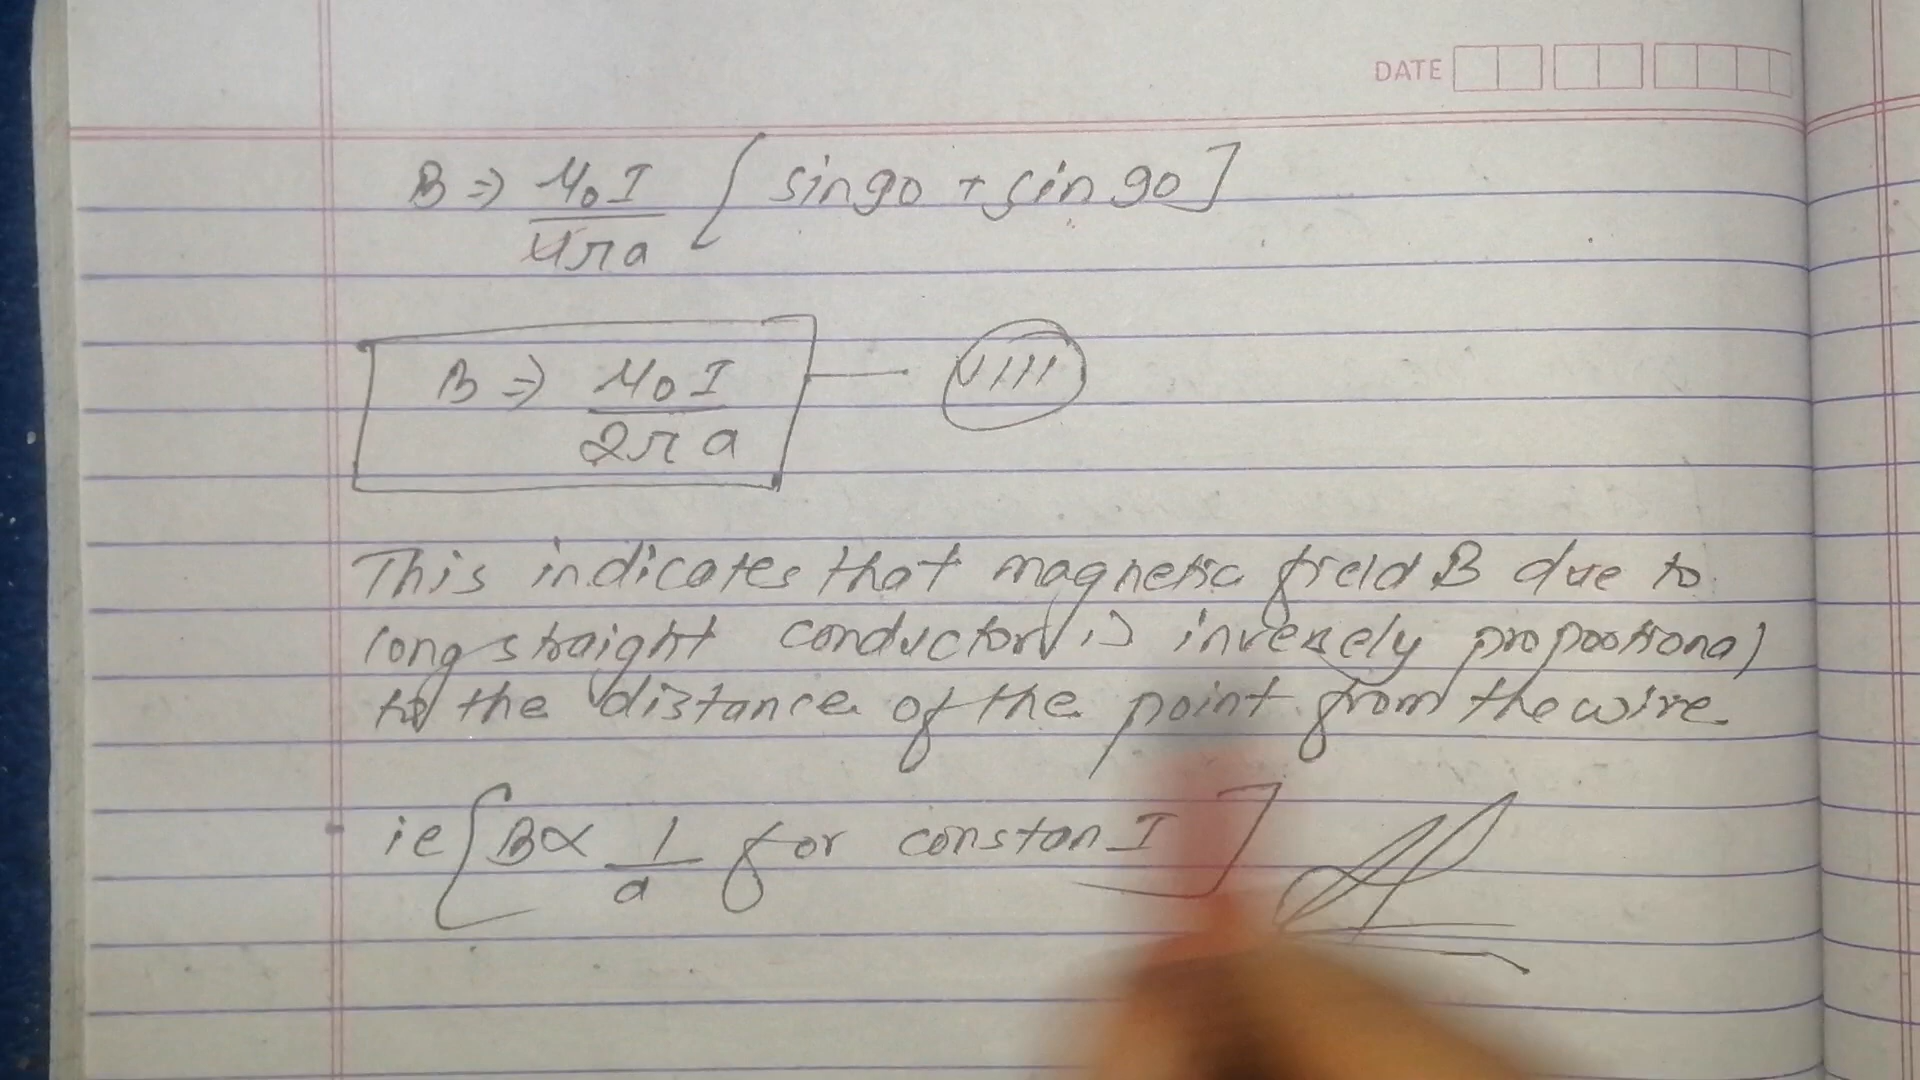 DATE
B ⇒ μ₀I / 4πa [sin90 + sin90]
B ⇒ μ₀I / 2πa — VIII
This indicates that magnetic field B due to
long straight conductor is inversely proportional
to the distance of the point from the wire
ie [B∝ 1/a for constan I]